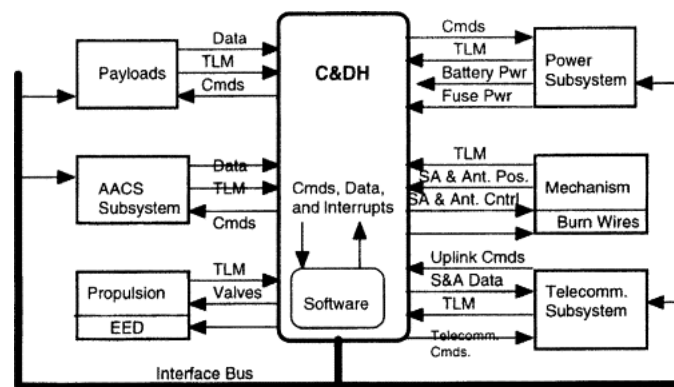 Data
TLM
Cmds
Payloads
C&DH
Cmds
TLM
Battery Pwr
Fuse Pwr
Power
Subsystem
Data
TLM
Cmds
AACS
Subsystem
Cmds, Data,
and Interrupts
TLM
SA & Ant. Pos.
SA & Ant. Cntrl
Mechanism
Burn Wires
TLM
Valves
Propulsion
EED
Software
Uplink Cmds
S&A Data
TLM
Telecomm.
Cmds.
Telecomm.
Subsystem
Interface Bus